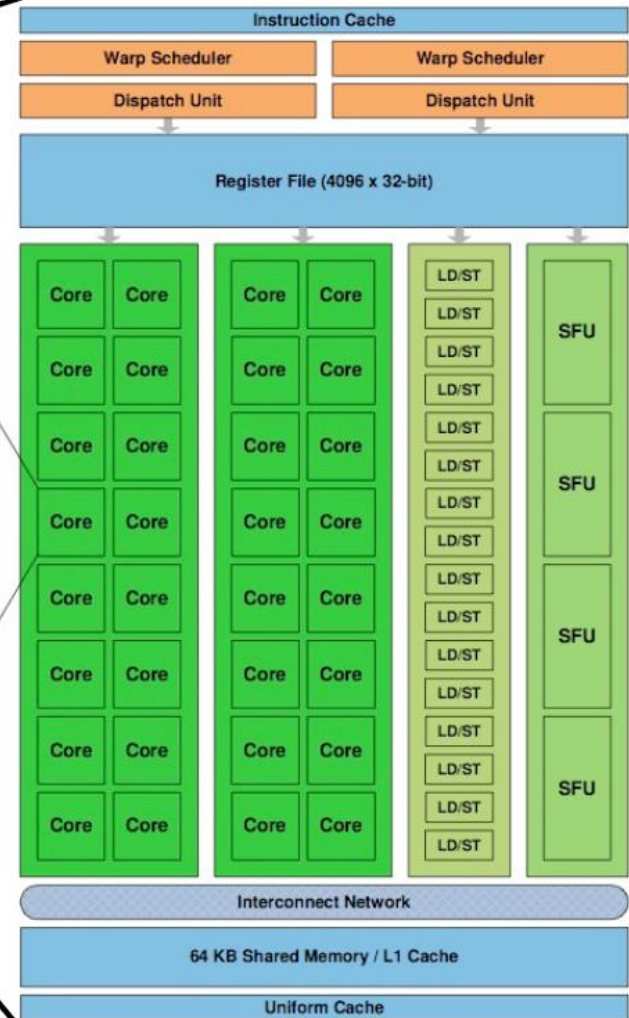 Instruction Cache
Warp Scheduler Warp Scheduler
Dispatch Unit Dispatch Unit
Register File (4096 x 32-bit)
Core Core Core Core LD/ST
LD/ST
SFU
Core Core Core Core LD/ST
LD/ST
Core Core Core Core LD/ST
LD/ST
SFU
Core Core Core Core LD/ST
LD/ST
Core Core Core Core LD/ST
LD/ST
SFU
Core Core Core Core LD/ST
LD/ST
Core Core Core Core LD/ST
LD/ST
SFU
Core Core Core Core LD/ST
LD/ST
Interconnect Network
64 KB Shared Memory / L1 Cache
Uniform Cache